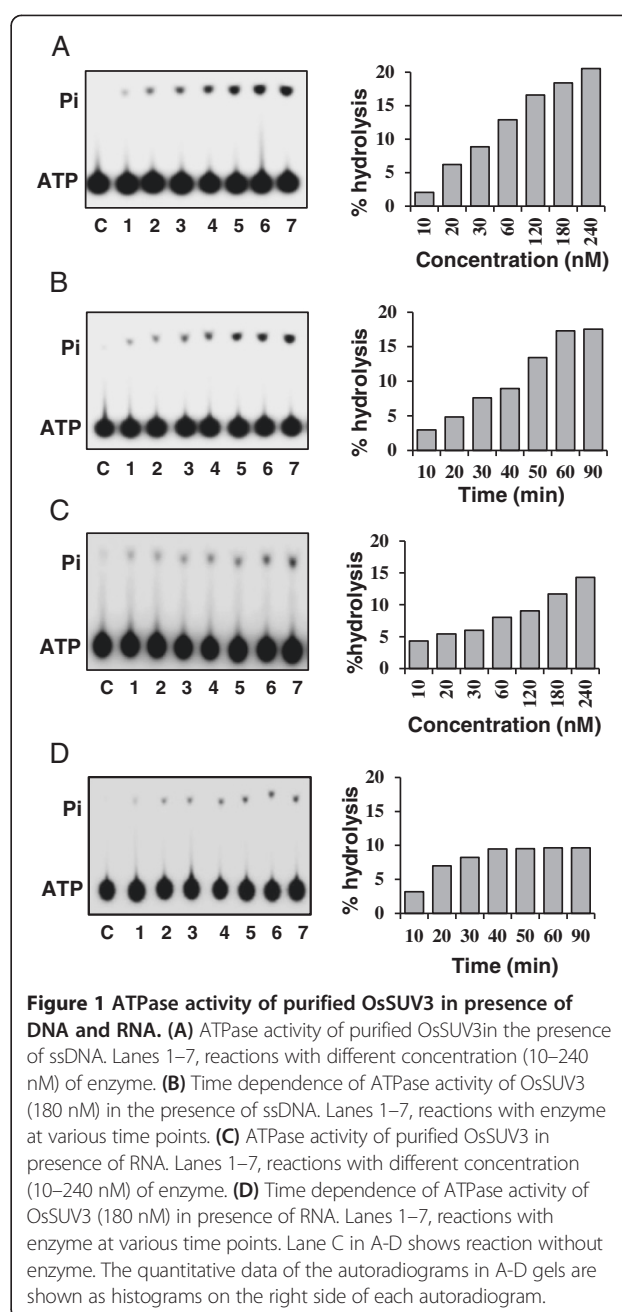 A
Pi
ATP
C 1 2 3 4 5 6 7
% hydrolysis
20
15
10
5
0
10 20 30 60 120 180 240
Concentration (nM)
B
Pi
ATP
C 1 2 3 4 5 6 7
% hydrolysis
20
15
10
5
0
10 20 30 40 50 60 90
Time (min)
C
Pi
ATP
C 1 2 3 4 5 6 7
%hydrolysis
20
15
10
5
0
10 20 30 60 120 180 240
Concentration (nM)
D
Pi
ATP
C 1 2 3 4 5 6 7
% hydrolysis
20
15
10
5
0
10 20 30 40 50 60 90
Time (min)
Figure 1 ATPase activity of purified OsSUV3 in presence of
DNA and RNA. (A) ATPase activity of purified OsSUV3in the presence
of ssDNA. Lanes 1–7, reactions with different concentration (10–240
nM) of enzyme. (B) Time dependence of ATPase activity of OsSUV3
(180 nM) in the presence of ssDNA. Lanes 1–7, reactions with enzyme
at various time points. (C) ATPase activity of purified OsSUV3 in
presence of RNA. Lanes 1–7, reactions with different concentration
(10–240 nM) of enzyme. (D) Time dependence of ATPase activity of
OsSUV3 (180 nM) in presence of RNA. Lanes 1–7, reactions with
enzyme at various time points. Lane C in A-D shows reaction without
enzyme. The quantitative data of the autoradiograms in A-D gels are
shown as histograms on the right side of each autoradiogram.